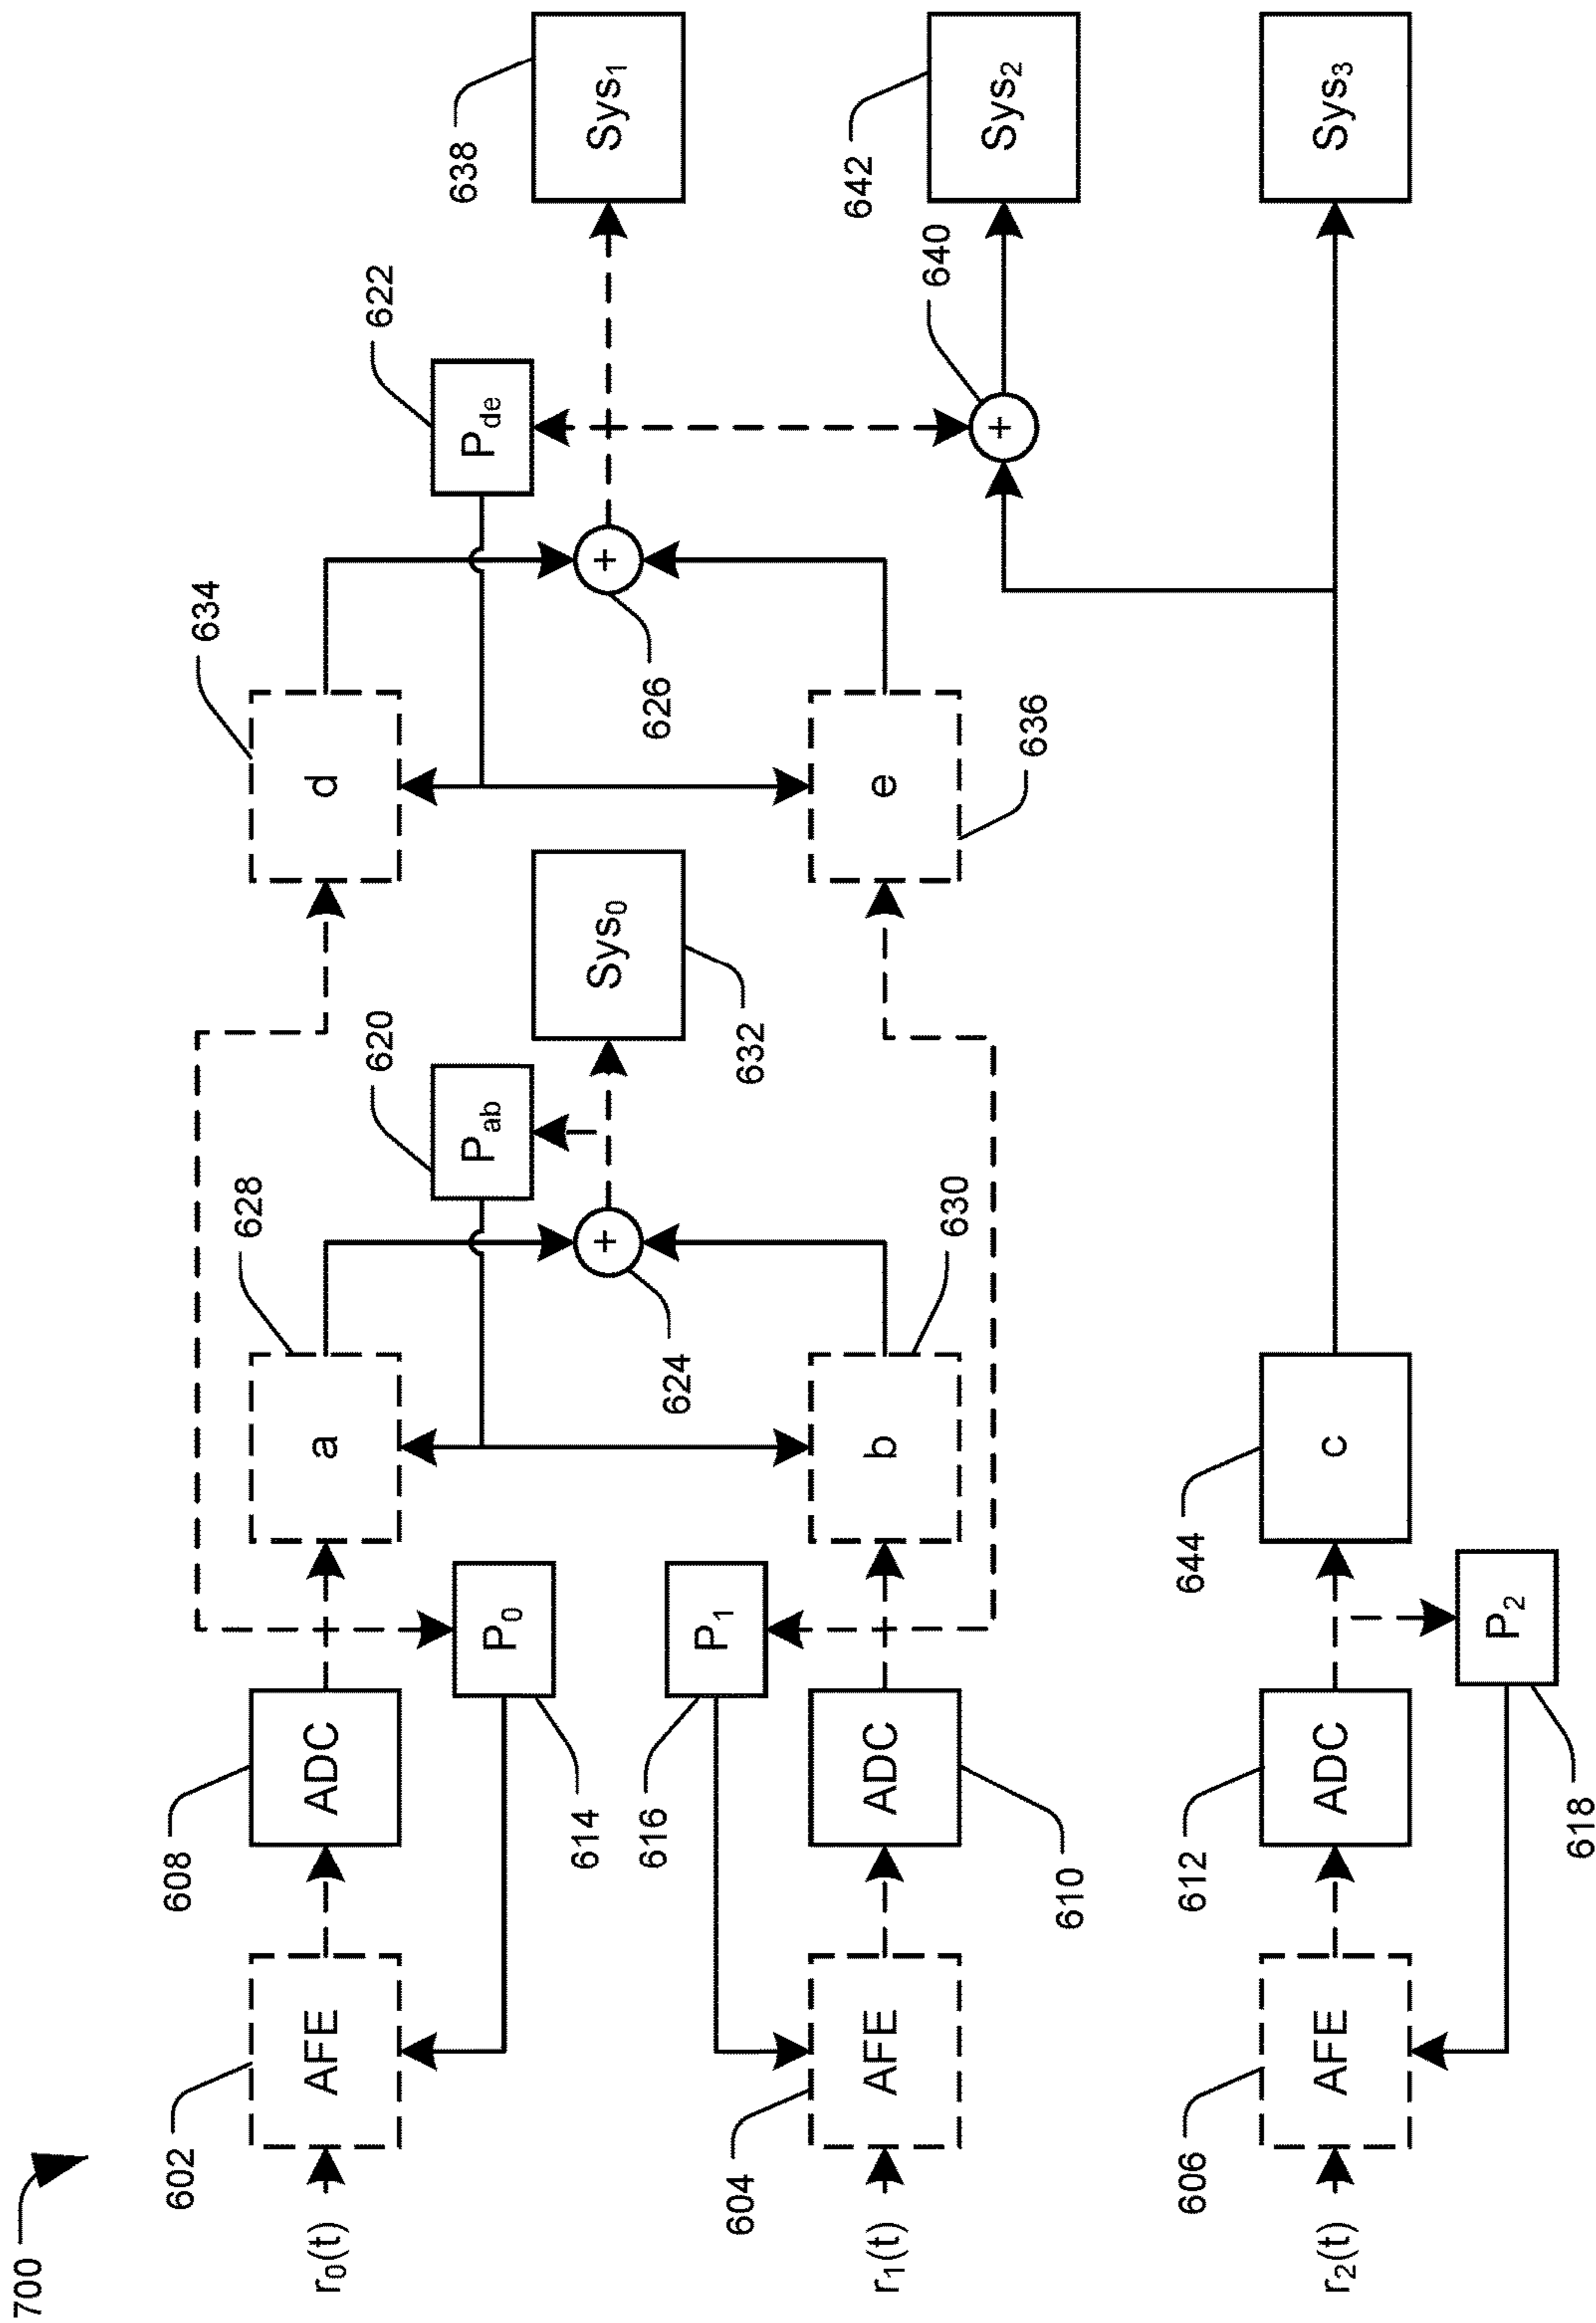 700
r0(t)
602
AFE
608
ADC
P0
614
a
628
Pab
620
624
Sys0
632
d
634
Pde
622
626
Sys1
638
r1(t)
604
AFE
616
P1
ADC
610
b
630
e
636
640
Sys2
642
r2(t)
606
AFE
612
ADC
P2
618
644
c
Sys3
+
+
+